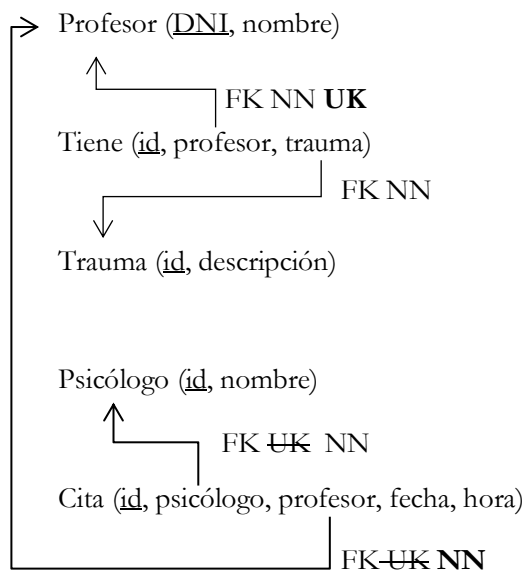 Profesor (DNI, nombre)
FK NN UK
Tiene (id, profesor, trauma)
FK NN
Trauma (id, descripción)
Psicólogo (id, nombre)
FK UK NN
Cita (id, psicólogo, profesor, fecha, hora)
FK UK NN